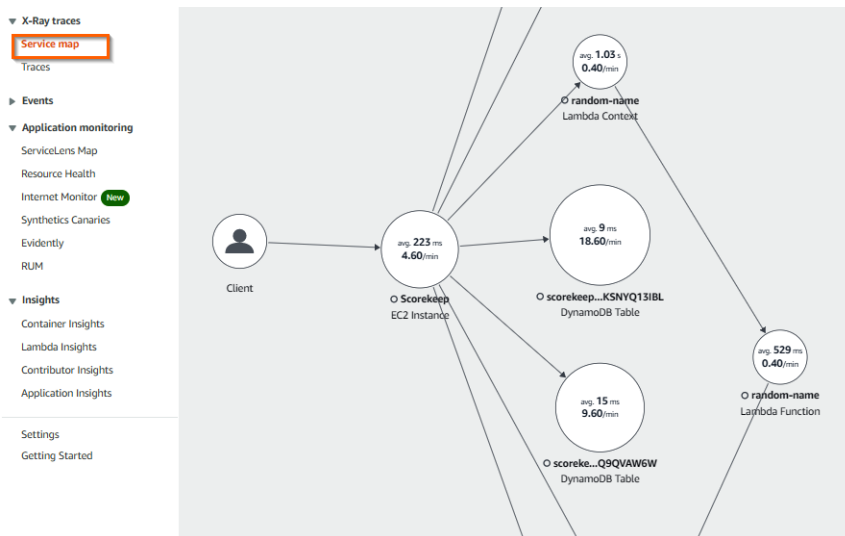 X-Ray traces
Service map
Traces
Events
Application monitoring
ServiceLens Map
Resource Health
Internet Monitor New
Synthetics Canaries
Evidently
RUM
Insights
Container Insights
Lambda Insights
Contributor Insights
Application Insights
Settings
Getting Started
Client
avg. 223 ms
4.60/min
Scorekeep
EC2 Instance
avg. 1.03 s
0.40/min
random-name
Lambda Context
avg. 9 ms
18.60/min
scorekeep...KSNYQ13IBL
DynamoDB Table
avg. 15 ms
9.60/min
scoreke...Q9QVAW6W
DynamoDB Table
avg. 529 ms
0.40/min
random-name
Lambda Function